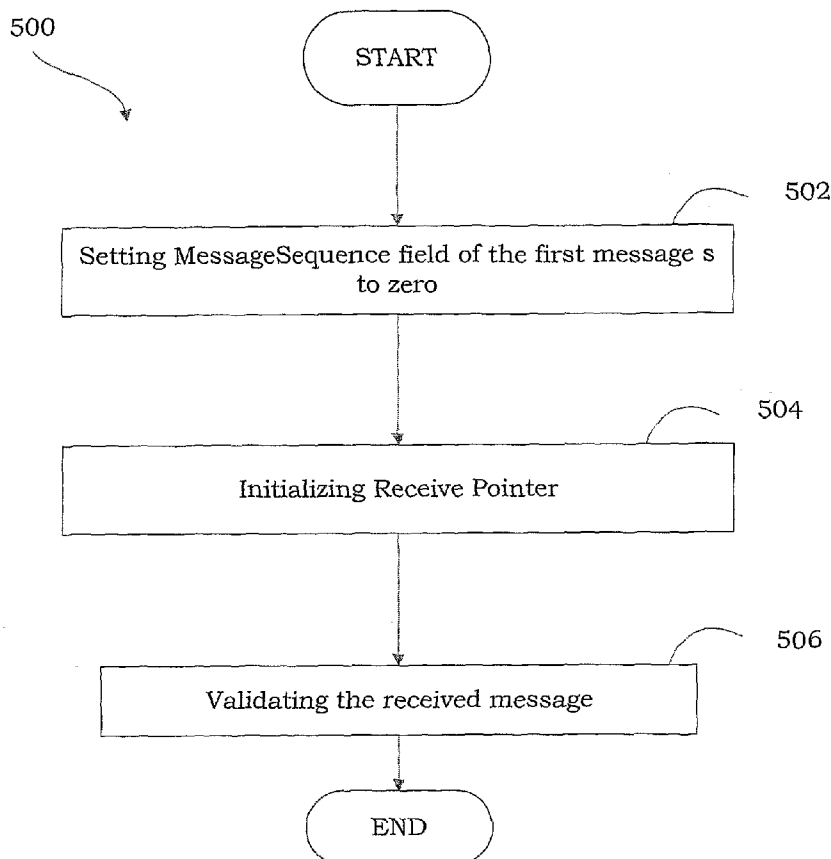 500
START
502
Setting MessageSequence field of the first message s
to zero
504
Initializing Receive Pointer
506
Validating the received message
END